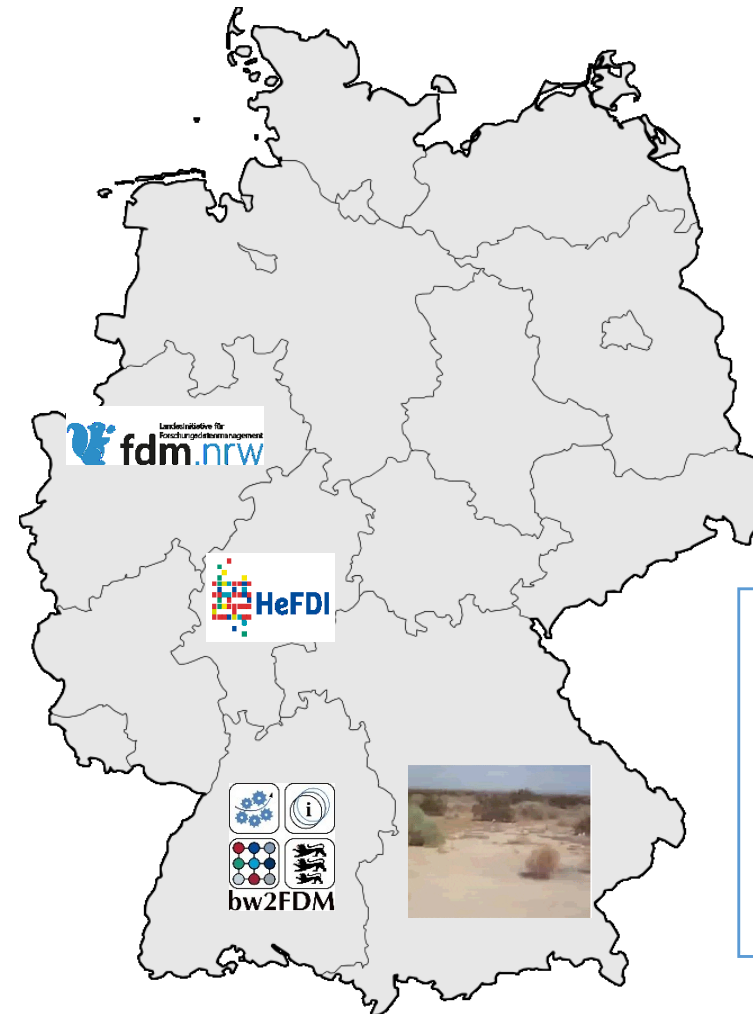 Landesinitiative für
Forschungsdatenmanagement
fdm.nrw
HeFDI
i
bw2FDM